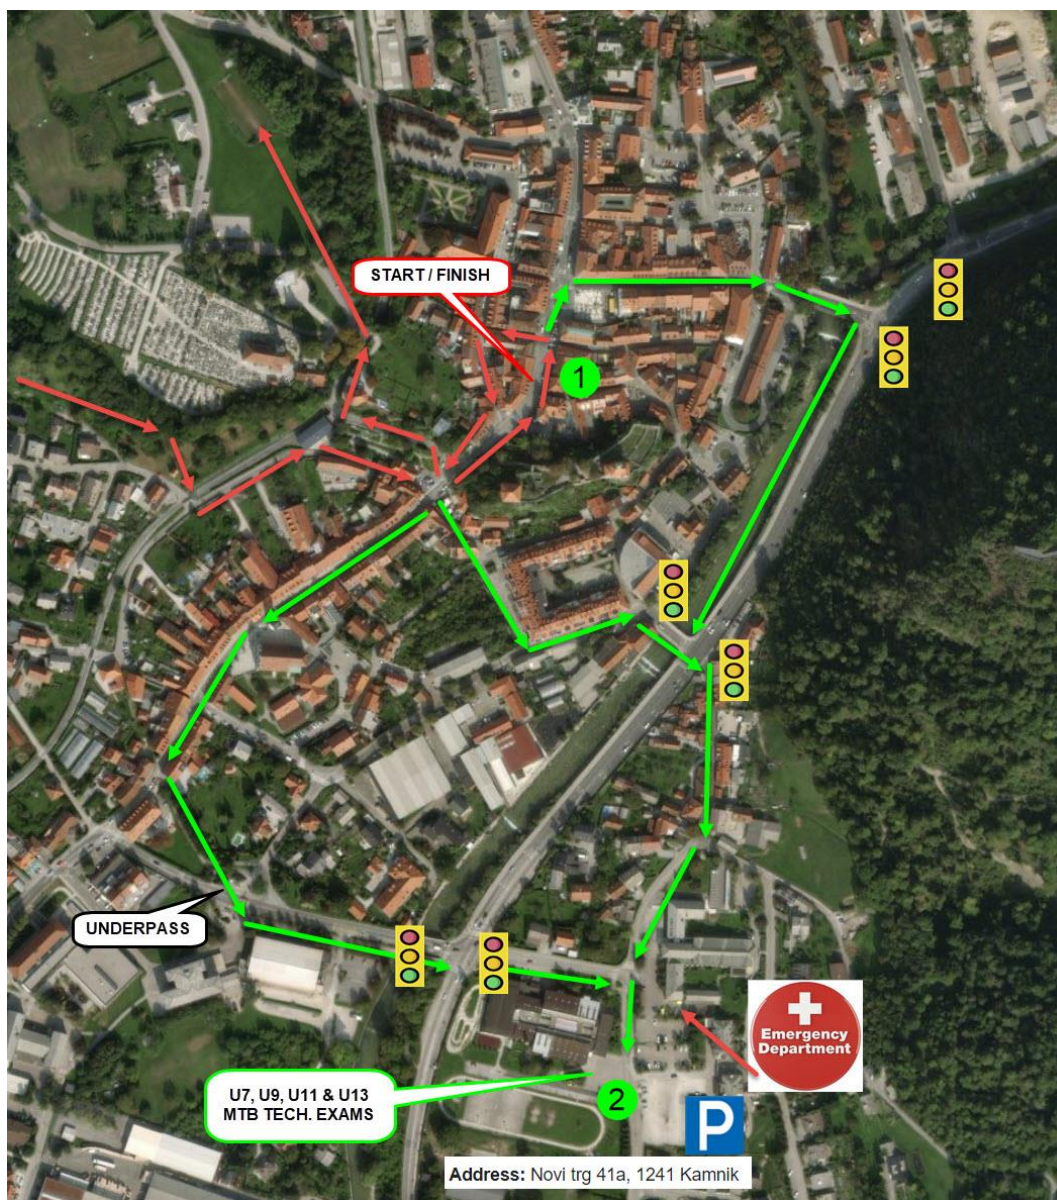 START / FINISH
1
UNDERPASS
Emergency
Department
U7, U9, U11 & U13
MTB TECH. EXAMS
2
P
Address: Novi trg 41a, 1241 Kamnik